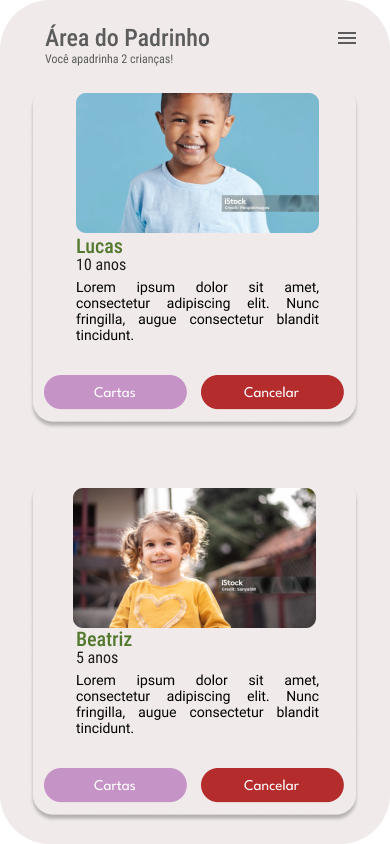 Área do Padrinho
Você apadrinha 2 crianças!
iStock
Credit: Peopleimages
Lucas
10 anos
Lorem ipsum dolor sit amet,
consectetur adipiscing elit. Nunc
fringilla, augue consectetur blandit
tincidunt.
Cartas
Cancelar
iStock
Beatriz
5 anos
Lorem ipsum dolor sit amet,
consectetur adipiscing elit. Nunc
fringilla, augue consectetur blandit
tincidunt.
Cartas
Cancelar